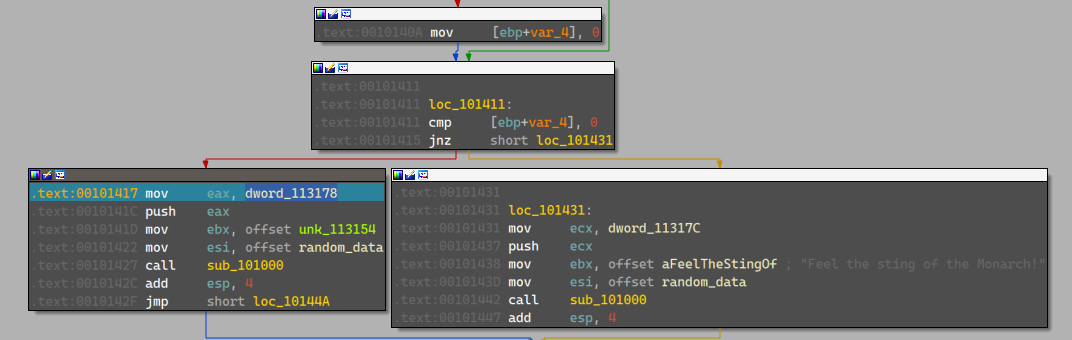 .text:0010140A mov [ebp+var_4], 0
.text:00101411
.text:00101411 loc_101411:
.text:00101411 cmp [ebp+var_4], 0
.text:00101415 jnz short loc_101431
.text:00101417 mov eax, dword_113178
.text:0010141C push eax
.text:0010141D mov ebx, offset unk_113154
.text:00101422 mov esi, offset random_data
.text:00101427 call sub_101000
.text:0010142C add esp, 4
.text:0010142F jmp short loc_10144A
.text:00101431
.text:00101431 loc_101431:
.text:00101431 mov ecx, dword_11317C
.text:00101437 push ecx
.text:00101438 mov ebx, offset aFeelTheStingOf ; "Feel the sting of the Monarch!"
.text:0010143D mov esi, offset random_data
.text:00101442 call sub_101000
.text:00101447 add esp, 4